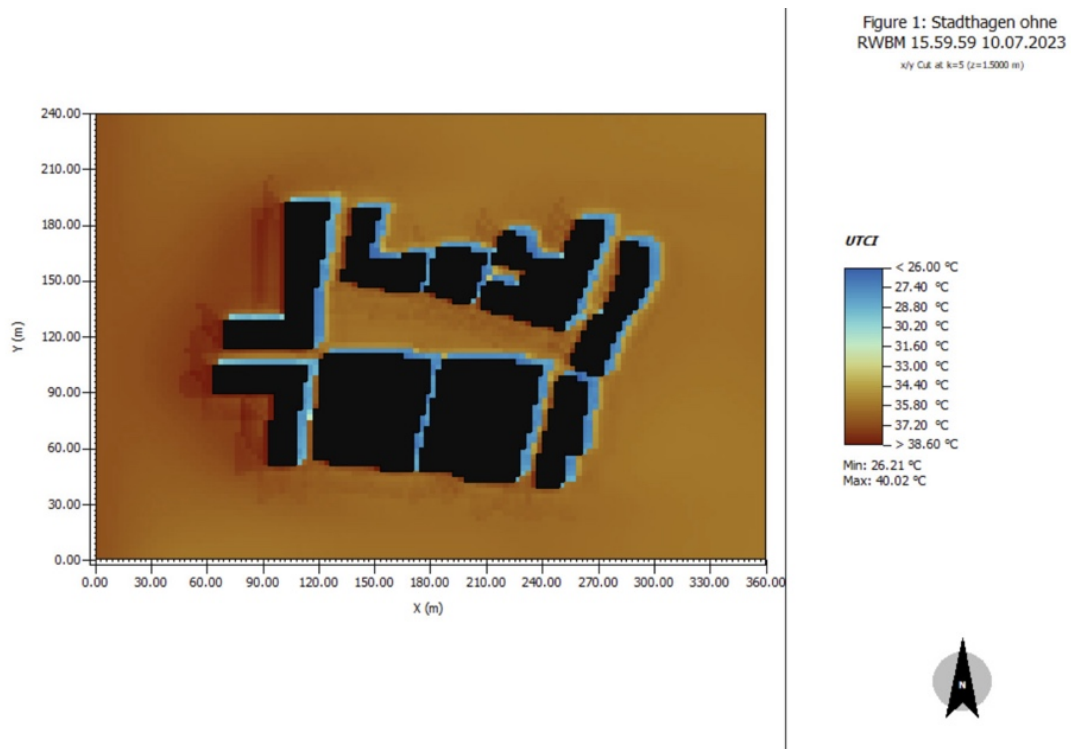 Figure 1: Stadthagen ohne
RWBM 15.59.59 10.07.2023
x/y Cut at k=5 (z=1.5000 m)
240.00
210.00
180.00
150.00
120.00
90.00
60.00
30.00
0.00
Y (m)
0.00 30.00 60.00 90.00 120.00 150.00 180.00 210.00 240.00 270.00 300.00 330.00 360.00
X (m)
UTCI
< 26.00 °C
27.40 °C
28.80 °C
30.20 °C
31.60 °C
33.00 °C
34.40 °C
35.80 °C
37.20 °C
> 38.60 °C
Min: 26.21 °C
Max: 40.02 °C
N